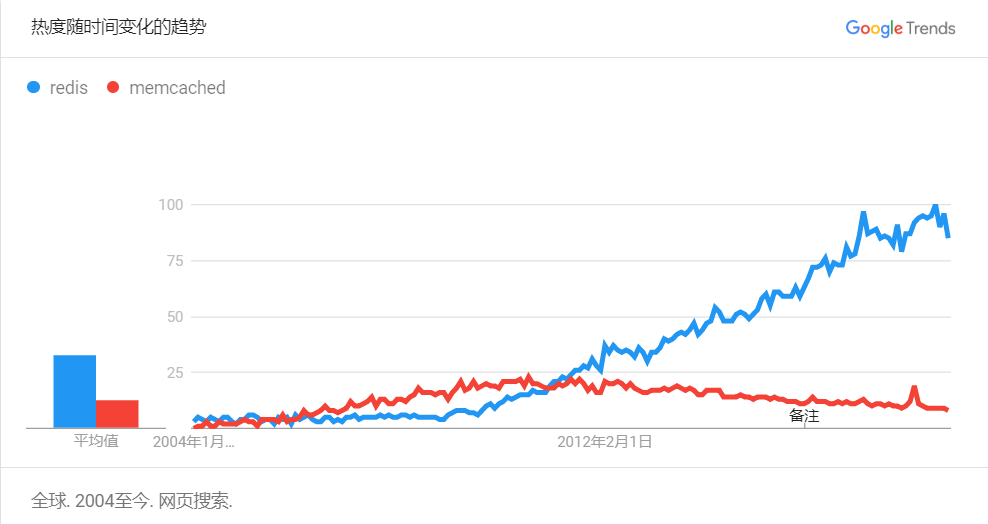 热度随时间变化的趋势
Google Trends
redis
memcached
100
75
50
25
备注
平均值
2004年1月…
2012年2月1日
全球. 2004至今. 网页搜索.